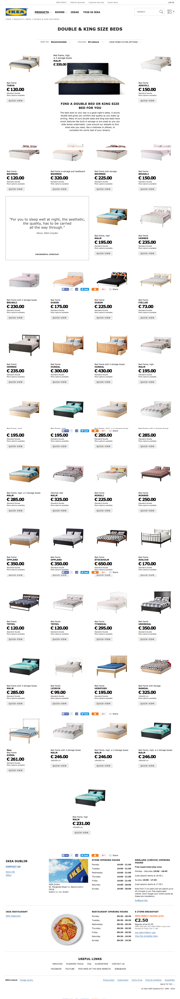 IKEA FAMILY IKEA for Business Customer Services Dublin Store LOG IN
IKEA
PRODUCTS ROOMS IDEAS THIS IS IKEA SEARCH 0
HOME / PRODUCTS / BEDS / DOUBLE & KING SIZE BEDS
DOUBLE & KING SIZE BEDS
SORT BY: Recommended COLOUR: All colours VIEW MORE FILTER OPTIONS
Bed frame
TARVA
€ 120.00
Standard Double
More options available
QUICK VIEW
Bed frame, high,
w 4 storage boxes
MALM
€ 335.00
FIND A DOUBLE BED OR KING SIZE
BED FOR YOU
The best start to your day is a good night's sleep. A sturdy
double bed gives you comfort and quality so you wake up
smiling. Many of ours double beds and king size beds have
smart features like built-in storage or are sized so you can
slide boxes underneath. Look around our website to find
what else you need, like a mattress or pillows, to
complete the comfy bed of your dreams.
Bed frame
ASKVOLL
€ 150.00
Standard Double
More options available
QUICK VIEW
Bed frame
BRIMNES
€ 120.00
Standard Double
More options available
QUICK VIEW
Bed frame w storage and headboard
BRIMNES
€ 320.00
Standard Double
More options available
QUICK VIEW
Bed frame with storage
BRIMNES
€ 225.00
Standard Double
More options available
QUICK VIEW
Bed frame
BRUSALI
€ 150.00
Standard Double
More options available
QUICK VIEW
"For you to sleep well at night, the aesthetic,
the quality, has to be carried
all the way through."
Steve, IKEA Croydon
#WONDERFUL EVERYDAY
Bed frame, high
MALM
€ 195.00
Standard Double
More options available
QUICK VIEW
Bed frame
HEMNES
€ 235.00
Standard Double
More options available
QUICK VIEW
Like 2 Tweet G+1 Share
Bed frame with 4 storage boxes
BRUSALI
€ 230.00
Standard Double
More options available
QUICK VIEW
Bed frame
DUKEN
€ 175.00
Standard Double
More options available
QUICK VIEW
Bed frame
DUKEN
€ 225.00
Standard Double
More options available
QUICK VIEW
Bed frame
FJELLSE
€ 73.00
Standard Double
More options available
QUICK VIEW
Bed frame
HEMNES
€ 235.00
Standard Double
More options available
QUICK VIEW
Bed frame
HURDAL
€ 300.00
Standard Double
More options available
QUICK VIEW
Bed frame with 4 storage boxes
HURDAL
€ 430.00
Standard Double
More options available
QUICK VIEW
Bed frame, high
MALM
€ 195.00
Standard Double
More options available
QUICK VIEW
Bed frame, high Bed frame, high Bed frame, high, w 4 storage boxes Bed frame with 4 storage boxes
Like 2 Tweet G+1 Share
€ 195.00
Standard Double
More options available
QUICK VIEW
€ 195.00
Standard Double
More options available
QUICK VIEW
€ 285.00
Standard Double
More options available
QUICK VIEW
€ 285.00
Standard Double
More options available
QUICK VIEW
Bed frame, high, w 4 storage boxes
MALM
€ 285.00
Standard Double
More options available
QUICK VIEW
Ottoman bed
MALM
€ 325.00
Standard Double
More options available
QUICK VIEW
Bed frame
NORDLI
€ 225.00
Standard Double
More options available
QUICK VIEW
Bed frame
NORNÄS
€ 250.00
Standard Double
More options available
QUICK VIEW
Bed frame
OPPLAND
€ 350.00
Standard Double
More options available
QUICK VIEW
Bed frame
OPPLAND
€ 350.00
Standard Double
More options available
QUICK VIEW
Bed frame
STOCKHOLM
€ 650.00
Standard Double
More options available
QUICK VIEW
Bed frame
SVELVIK
€ 170.00
Standard Double
More options available
QUICK VIEW
Like 2 Tweet G+1 Share
Bed frame
TRYSIL
€ 120.00
Standard Double
More options available
QUICK VIEW
Bed frame
TRYSIL
€ 120.00
Standard Double
More options available
QUICK VIEW
Bed frame
TYSSEDAL
€ 295.00
Standard Double
More options available
QUICK VIEW
Bed frame
UNDREDAL
€ 350.00
Standard Double
More options available
QUICK VIEW
Bed frame with 4 storage boxes
MALM
€ 285.00
Standard Double
More options available
QUICK VIEW
Bed frame
LEIRVIK
€ 99.00
Standard Double
More options available
QUICK VIEW
Bed frame
HEREFOSS
€ 195.00
Standard Double
More options available
QUICK VIEW
Bed frame with storage
MANDAL
€ 325.00
140x202 cm
More options available
QUICK VIEW
Like 2 Tweet G+1 Share
New
Bed frame
GJÖRA
€ 261.00
Standard Double
More options available
QUICK VIEW
Bed frame with 2 storage boxes
MALM
€ 246.00
160x200 cm
QUICK VIEW
Bed frame, high, w 2 storage boxes
MALM
€ 246.00
160x200 cm
QUICK VIEW
Bed frame, high, w 2 storage boxes
MALM
€ 246.00
160x200 cm
QUICK VIEW
Bed frame, high
MALM
€ 231.00
140x200 cm
QUICK VIEW
Like 2 Tweet G+1 Share
IKEA DUBLIN
CONTACT US
Store info
Offers
IKEA
IKEA Dublin
St. Margarets Road 11, BallymunD11
FW18
Dublin 11, Co. Dublin
STORE OPENING HOURS
Monday 10:00 - 21:00
Tuesday 10:00 - 21:00
Wednesday 10:00 - 21:00
Thursday 10:00 - 21:00
Friday 10:00 - 21:00
Saturday 10:00 - 20:00
Sunday 10:00 - 20:00
SMÅLAND (CRÈCHE) OPENING
HOURS
Free supervised play area
Monday - Saturday 10:00 - 18:45
(Last session starts at 18:00 )
Sunday 10:00 - 17:45
(Last session starts at 17:00 )
Kids from 3-10 years old can spend up to
45 minutes in our free supervised
crèche. Don't forget your child's socks as
these are mandatory.
Småland FAQ
IKEA RESTAURANT
IKEA restaurant
RESTAURANT OPENING HOURS
Monday 09:30 - 20:30
Tuesday 09:30 - 20:30
Wednesday 09:30 - 20:30
Thursday 09:30 - 20:30
Friday 09:30 - 20:30
Saturday 09:30 - 19:30
Sunday 09:30 - 19:30
6 ITEMS BREAKFAST
IKEA FAMILY member price
€2.50
Regular price €2.95
Offer valid with your IKEA FAMILY card, from
Monday to Friday until 11 AM.
Join IKEA FAMILY now
View the complete menu
USEFUL LINKS
SERVICES PLANNING TOOLS FAQ GUARANTEES CONTACT US
FACEBOOK YOUTUBE FEATURES OF THE NEW WEBSITE JOBS@IKEA
IKEA Ireland Change country Privacy policy Cookie policy Terms of use Terms & Conditions Accessibility
BACK TO TOP
© Inter IKEA Systems B.V. 1999 - 2016